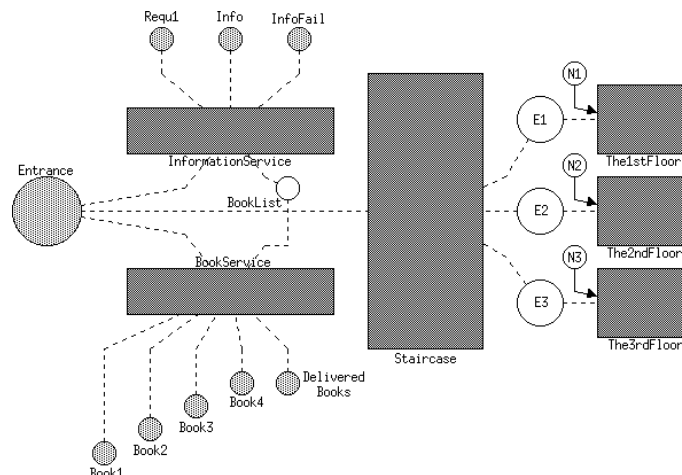 Requ1
Info
InfoFail
N1
E1
InformationService
The1stFloor
Entrance
N2
BookList
E2
BookService
The2ndFloor
N3
E3
The3rdFloor
Staircase
Delivered
Books
Book4
Book3
Book2
Book1